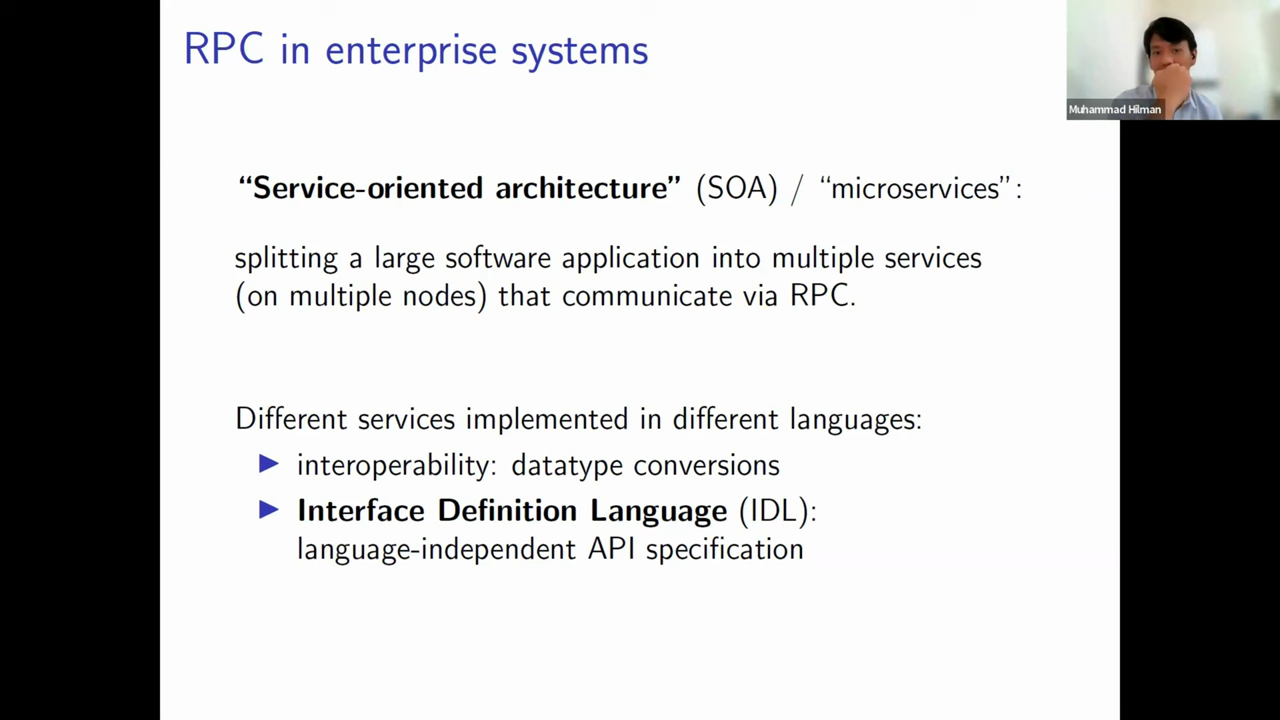 RPC in enterprise systems
Muhammad Hilman
“Service-oriented architecture” (SOA) / “microservices”:
splitting a large software application into multiple services
(on multiple nodes) that communicate via RPC.
Different services implemented in different languages:
▶ interoperability: datatype conversions
▶ Interface Definition Language (IDL):
language-independent API specification